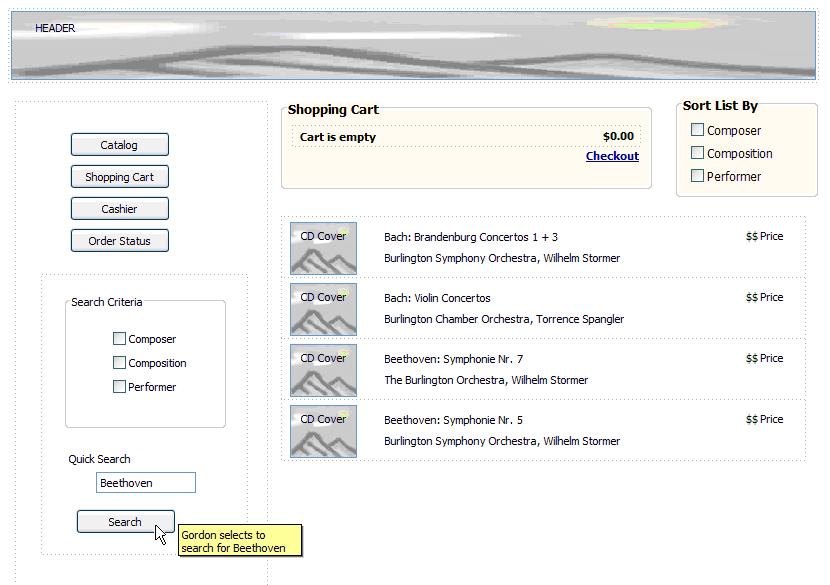 HEADER
Catalog
Shopping Cart
Cashier
Order Status
Search Criteria
Composer
Composition
Performer
Quick Search
Beethoven
Search
Gordon selects to
search for Beethoven
Shopping Cart
Cart is empty $0.00
Checkout
Sort List By
Composer
Composition
Performer
CD Cover Bach: Brandenburg Concertos 1 + 3 $$ Price
Burlington Symphony Orchestra, Wilhelm Stormer
CD Cover Bach: Violin Concertos $$ Price
Burlington Chamber Orchestra, Torrence Spangler
CD Cover Beethoven: Symphonie Nr. 7 $$ Price
The Burlington Orchestra, Wilhelm Stormer
CD Cover Beethoven: Symphonie Nr. 5 $$ Price
Burlington Symphony Orchestra, Wilhelm Stormer